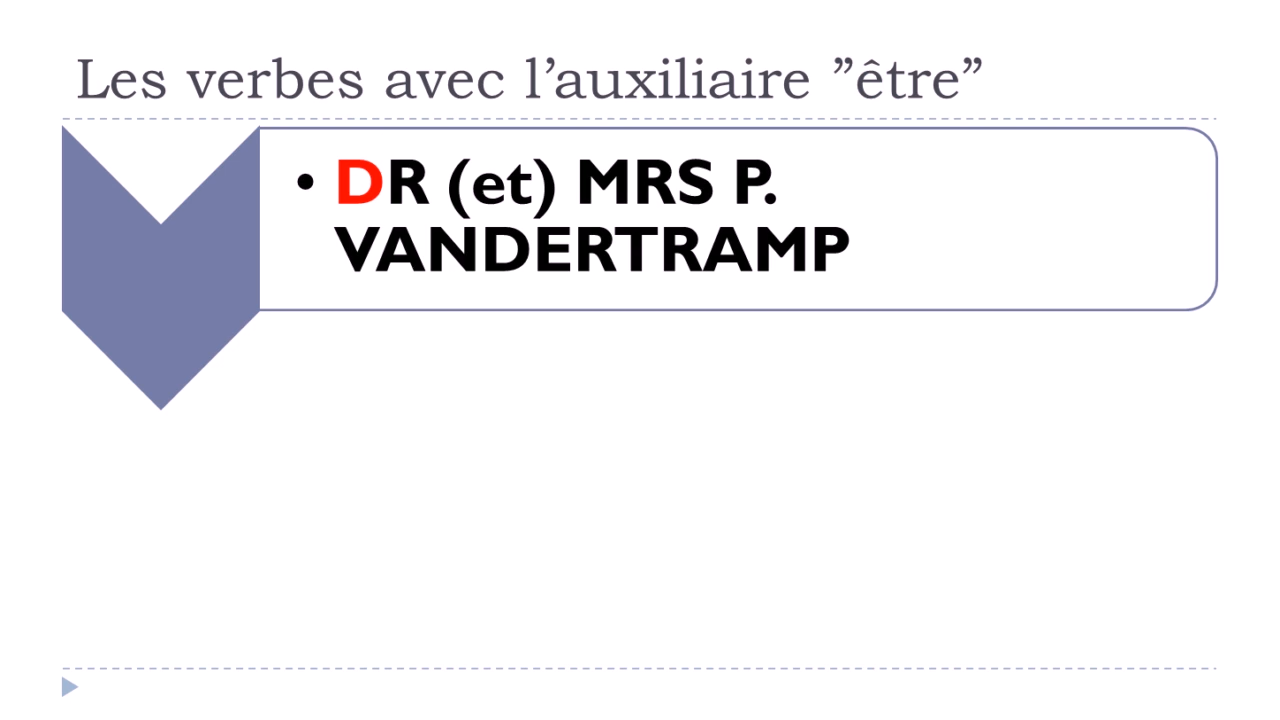 Les verbes avec l’auxiliaire ”être”
• DR (et) MRS P.
VANDERTRAMP